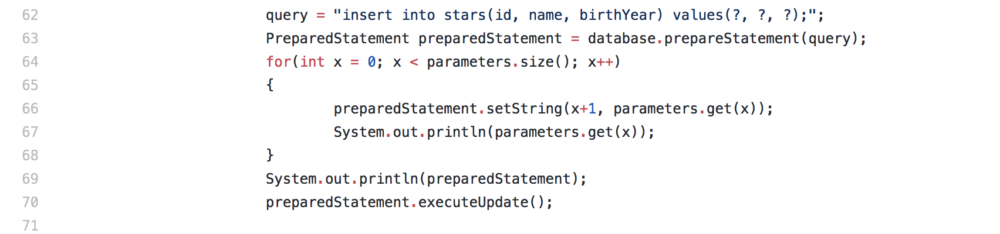 62 query = "insert into stars(id, name, birthYear) values(?, ?, ?);";
63 PreparedStatement preparedStatement = database.prepareStatement(query);
64 for(int x = 0; x < parameters.size(); x++)
65 {
66 preparedStatement.setString(x+1, parameters.get(x));
67 System.out.println(parameters.get(x));
68 }
69 System.out.println(preparedStatement);
70 preparedStatement.executeUpdate();
71